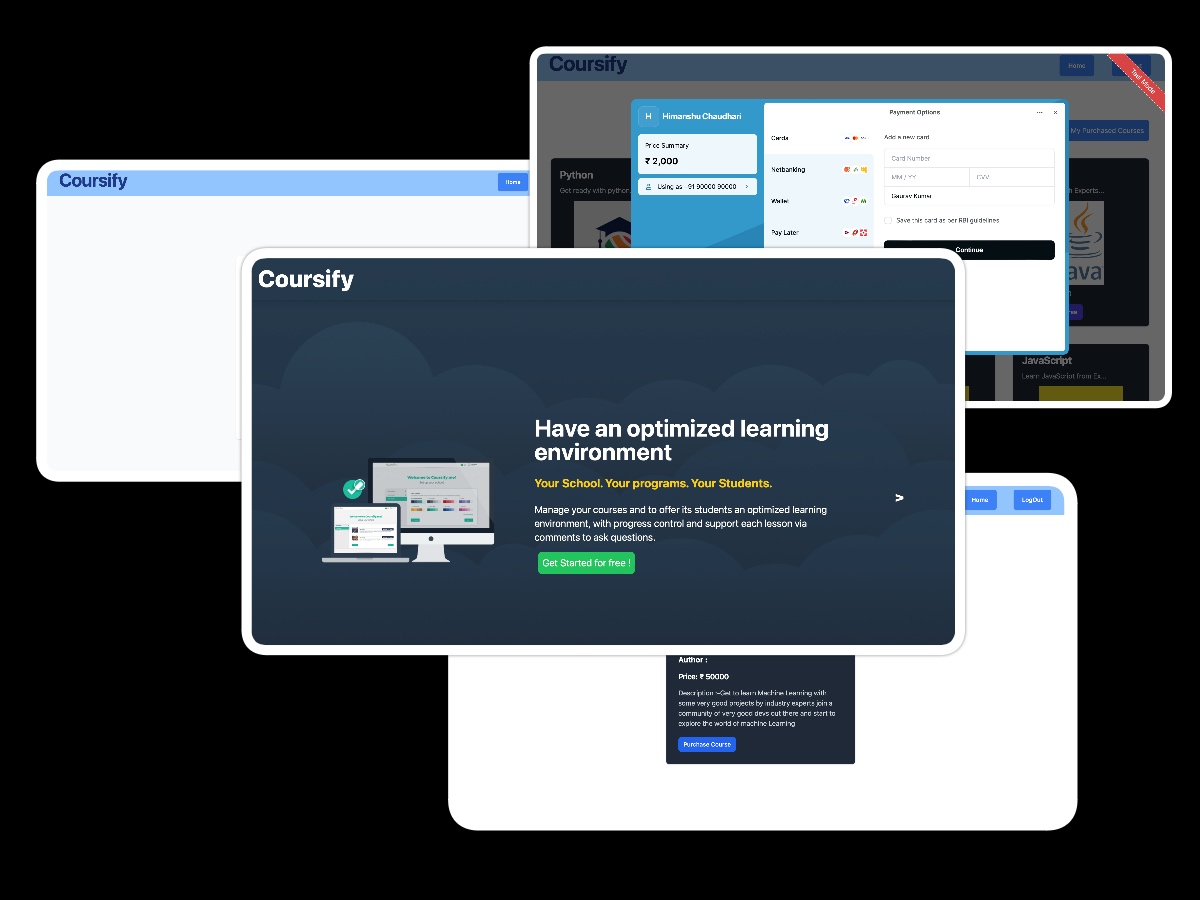 Coursify
Home
Test Mode
H
Himanshu Chaudhari
Price Summary
₹ 2,000
Using as
91 90000 90000
Payment Options
Cards
Netbanking
Wallet
Pay Later
Add a new card
Card Number
MM / YY
CVV
Gaurav Kumar
Save this card as per RBI guidelines
Continue
My Purchased Courses
Python
Get ready with python.
Experts...
Java
JavaScript
Learn JavaScript from Ex...
Coursify
Home
Coursify
Have an optimized learning
environment
Your School. Your programs. Your Students.
Manage your courses and to offer its students an optimized learning
environment, with progress control and support each lesson via
comments to ask questions.
Get Started for free !
>
Home
LogOut
Author :
Price: ₹ 50000
Description :-Get to learn Machine Learning with
some very good projects by industry experts join a
community of very good devs out there and start to
explore the world of machine Learning
Purchase Course